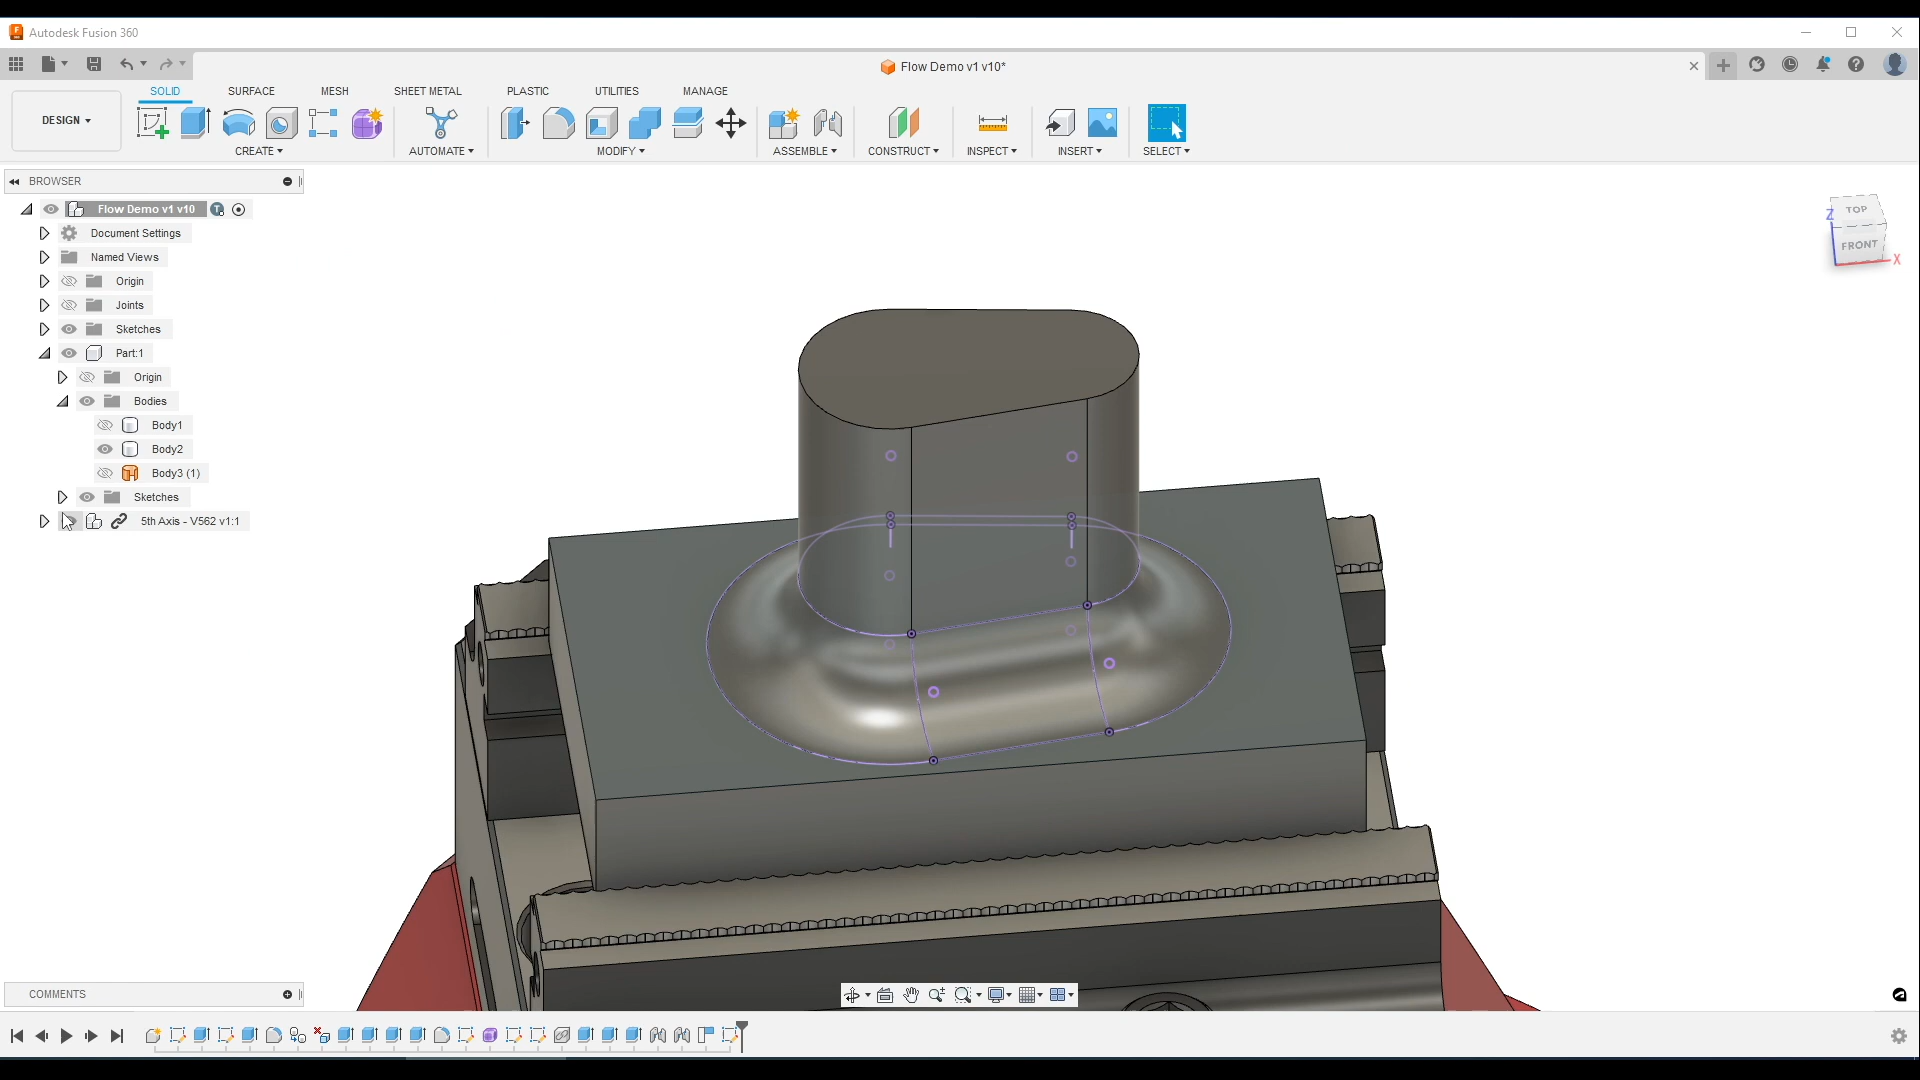 Autodesk Fusion 360
Flow Demo v1 v10*
DESIGN
SOLID
SURFACE
MESH
SHEET METAL
PLASTIC
UTILITIES
MANAGE
CREATE
AUTOMATE
MODIFY
ASSEMBLE
CONSTRUCT
INSPECT
INSERT
SELECT
BROWSER
Flow Demo v1 v10
Document Settings
Named Views
Origin
Joints
Sketches
Part:1
Origin
Bodies
Body1
Body2
Body3 (1)
Sketches
5th Axis - V562 v1:1
TOP
Z
FRONT
X
COMMENTS